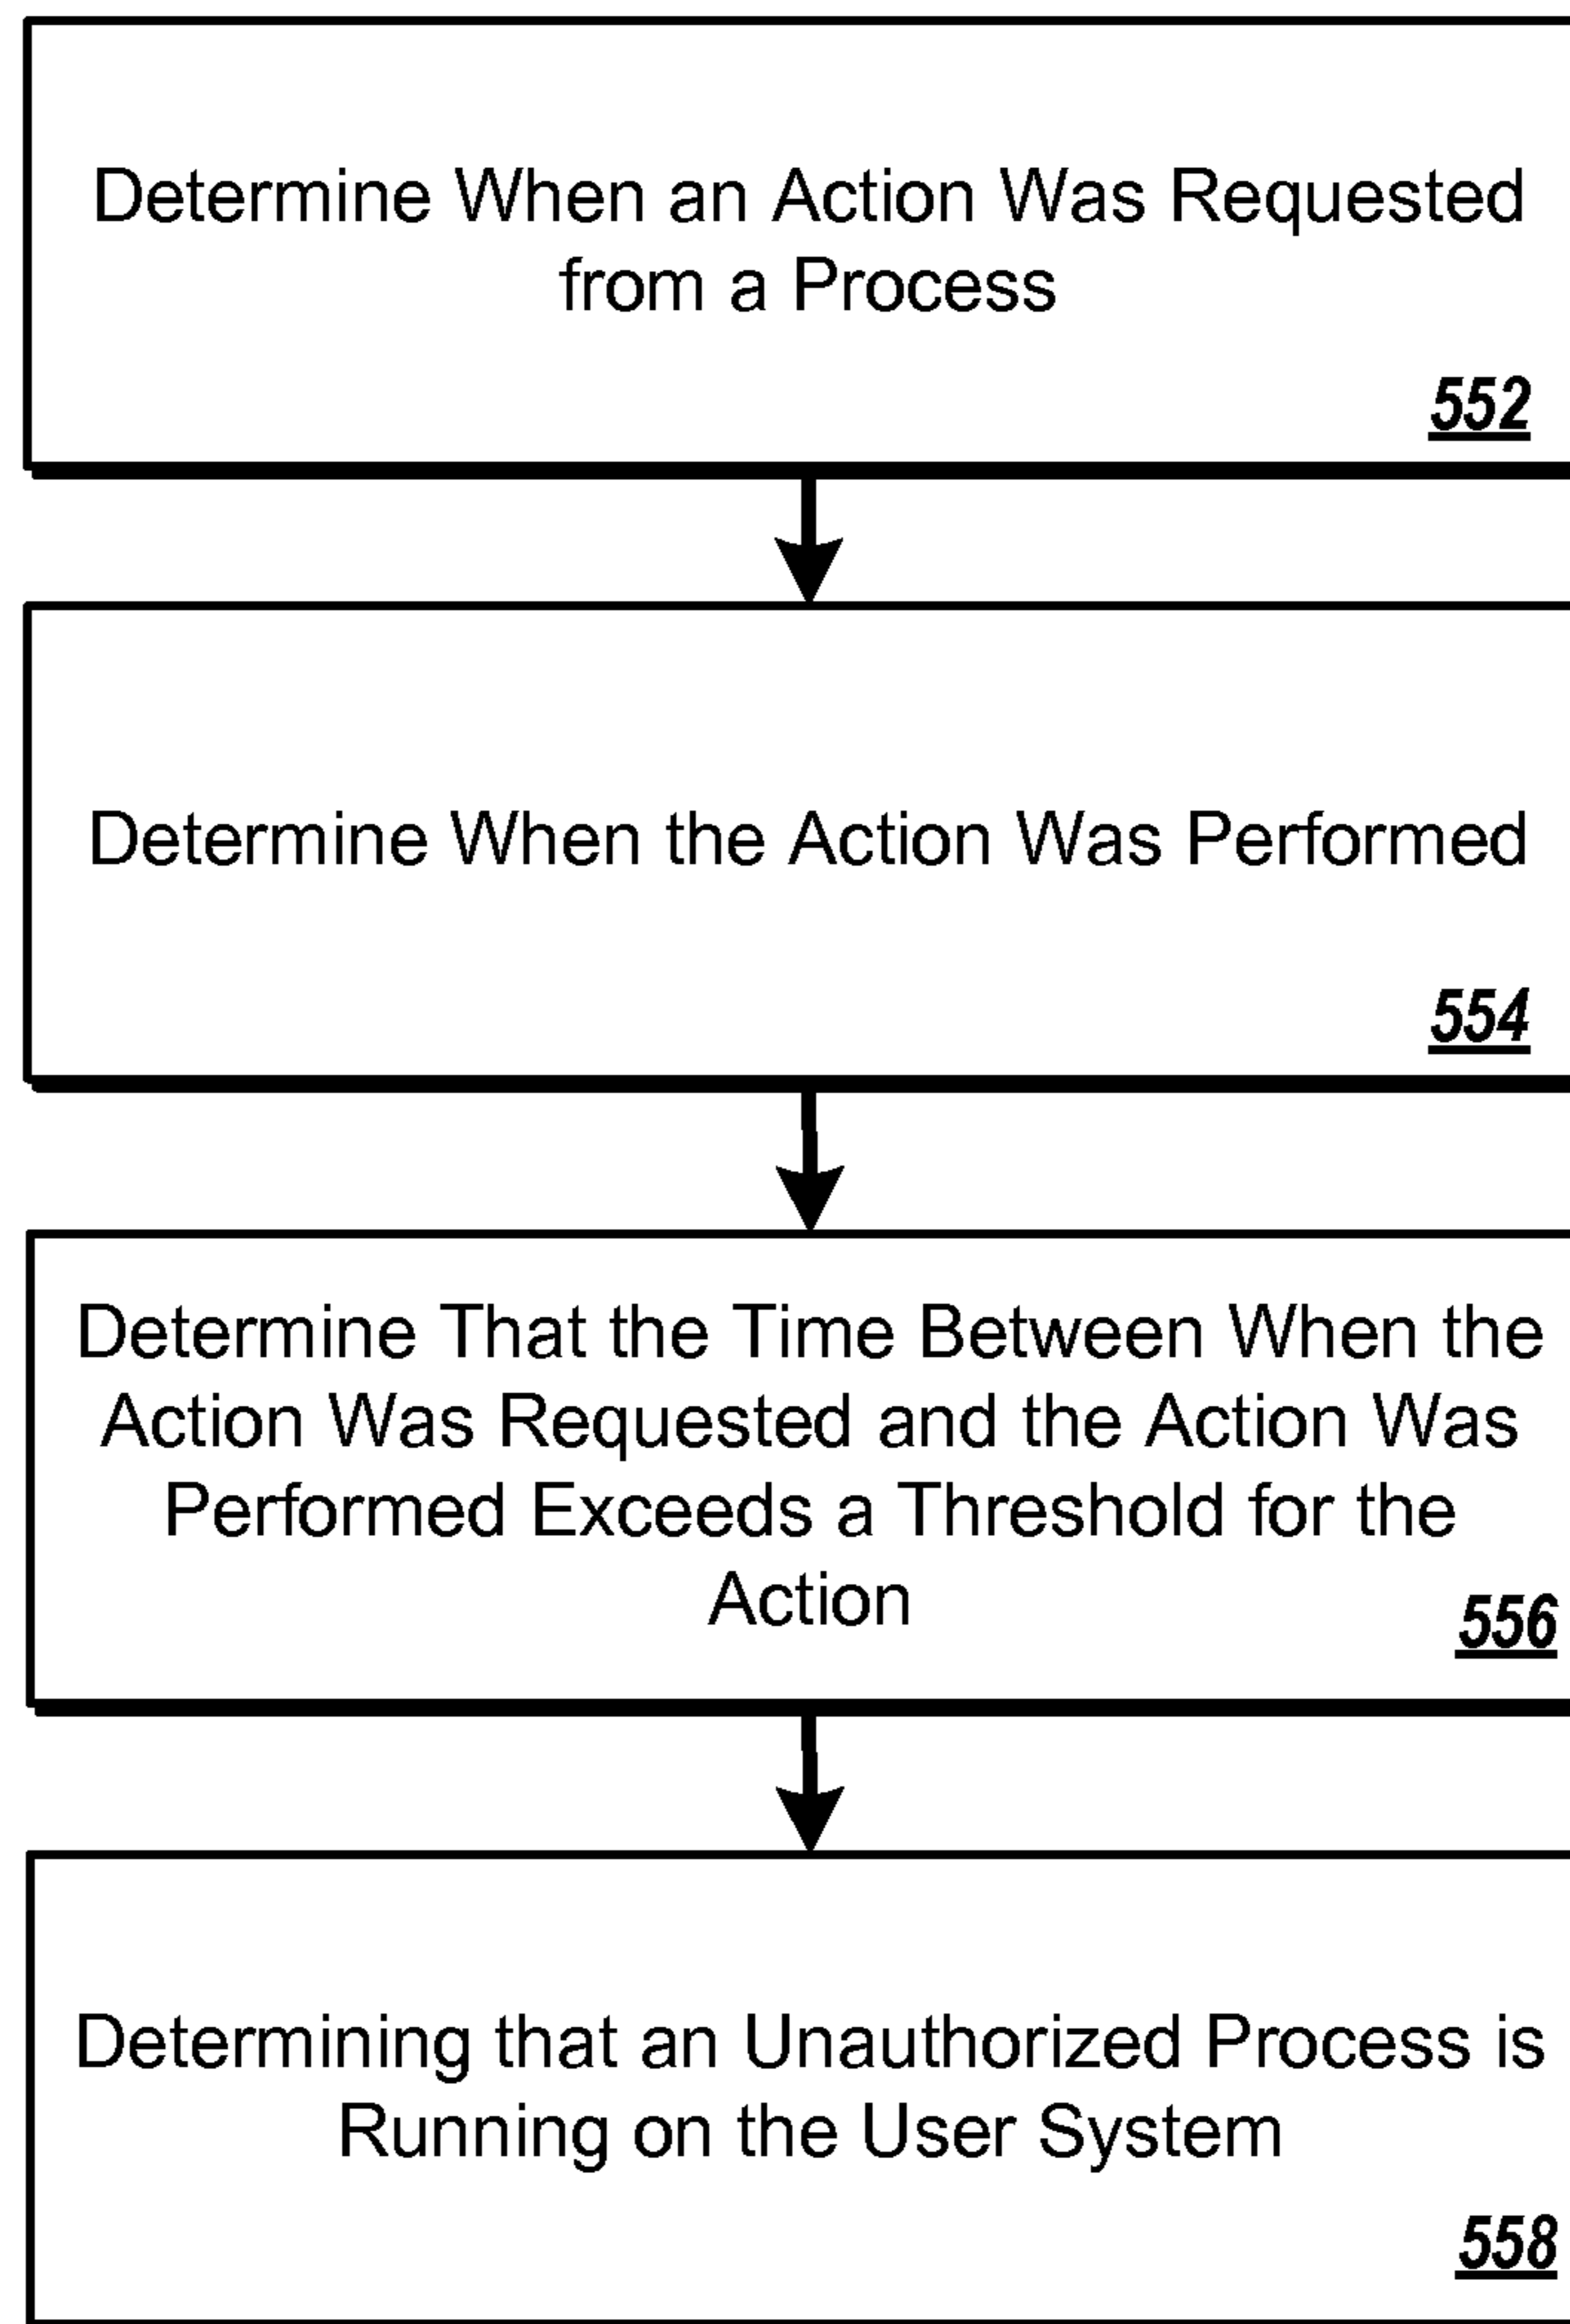 Determine When an Action Was Requested
from a Process
552
Determine When the Action Was Performed
554
Determine That the Time Between When the
Action Was Requested and the Action Was
Performed Exceeds a Threshold for the
Action
556
Determining that an Unauthorized Process is
Running on the User System
558